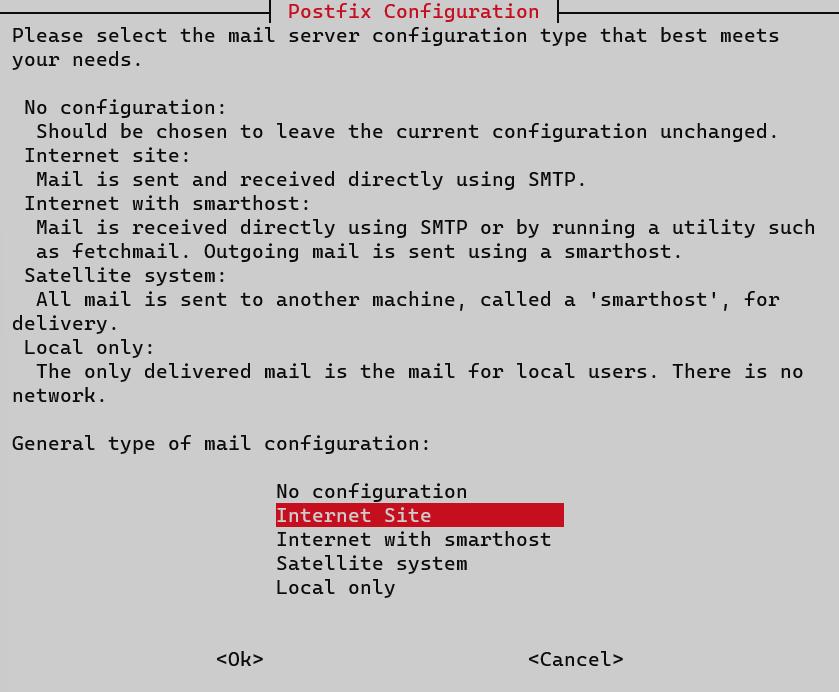 Postfix Configuration
Please select the mail server configuration type that best meets
your needs.
No configuration:
Should be chosen to leave the current configuration unchanged.
Internet site:
Mail is sent and received directly using SMTP.
Internet with smarthost:
Mail is received directly using SMTP or by running a utility such
as fetchmail. Outgoing mail is sent using a smarthost.
Satellite system:
All mail is sent to another machine, called a 'smarthost', for
delivery.
Local only:
The only delivered mail is the mail for local users. There is no
network.
General type of mail configuration:
No configuration
Internet Site
Internet with smarthost
Satellite system
Local only
<Ok> <Cancel>